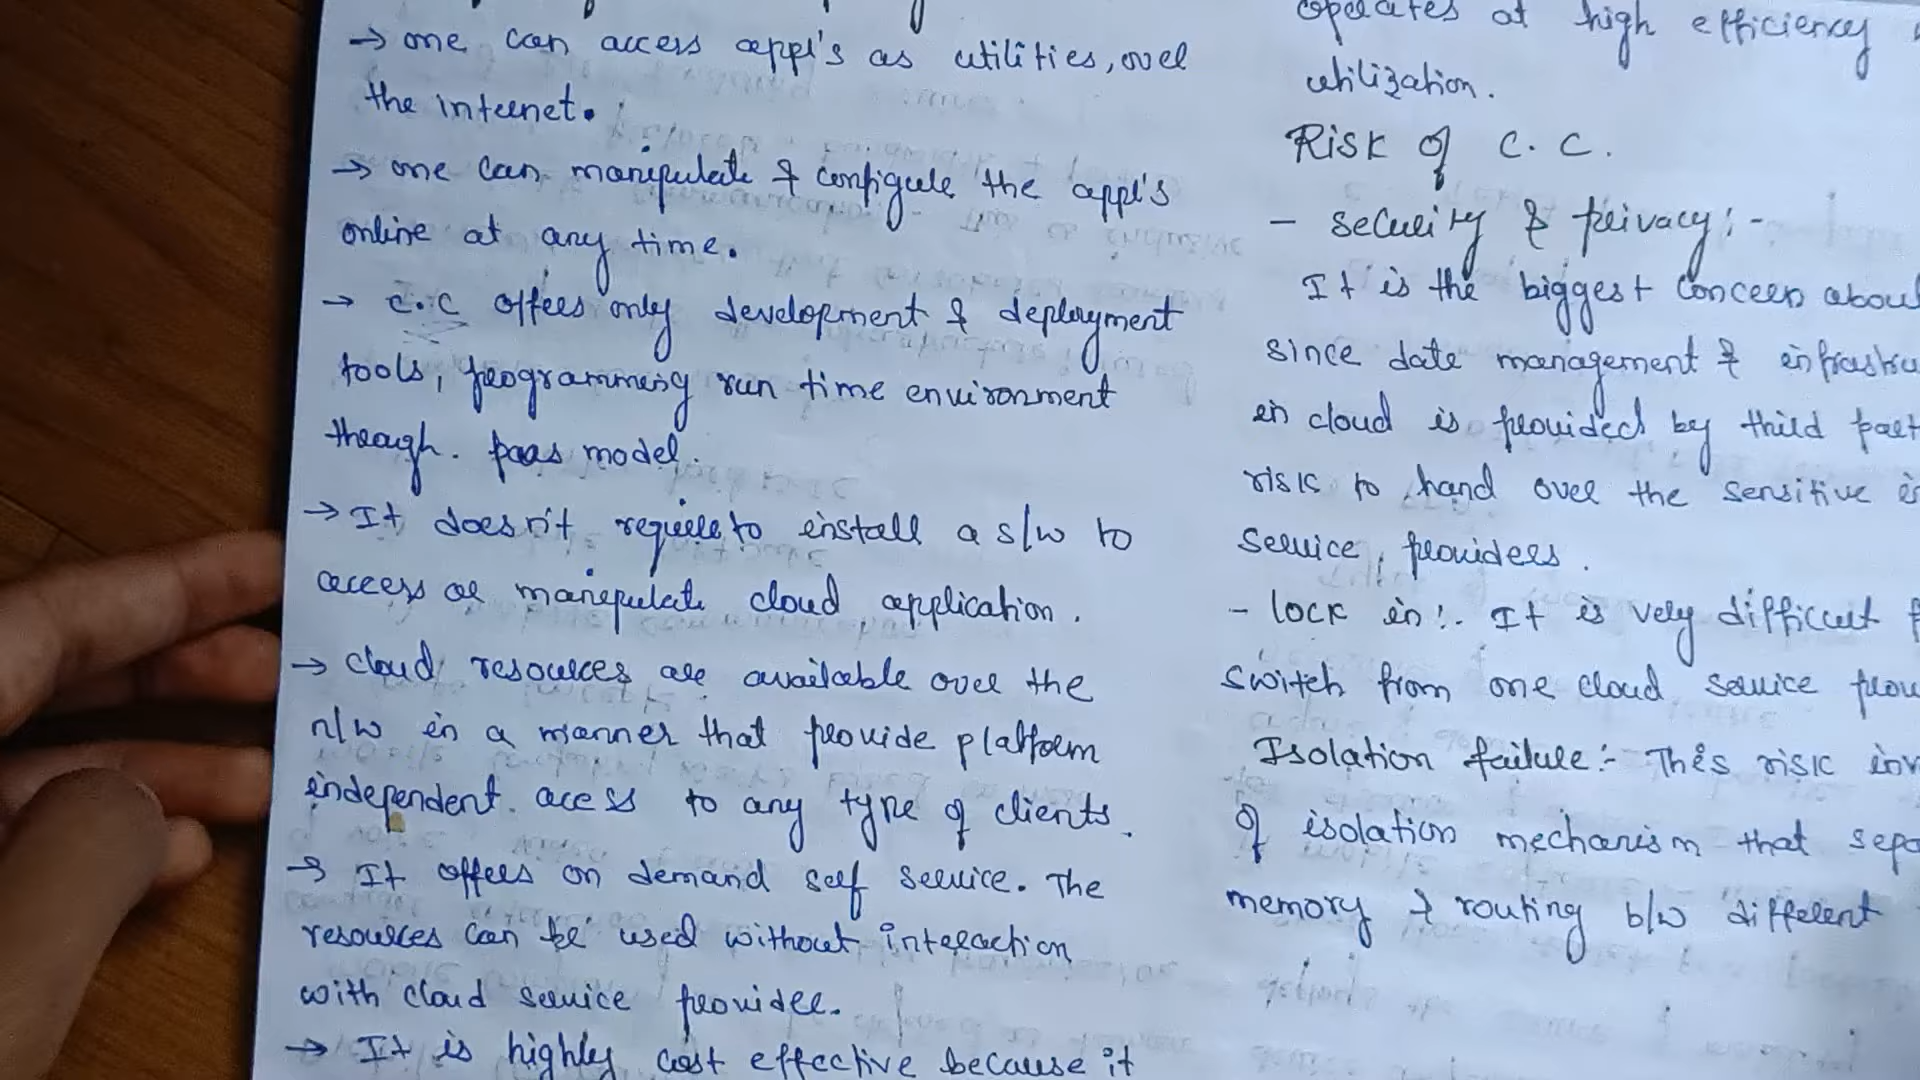 → one can access appl's as utilities, over
the internet.
→ one can manipulate & configure the appl's
online at any time.
→ c.c offers only development & deployment
tools, programming run time environment
through. paas model.
→ It doesn't require to install a s/w to
access or manipulate cloud application.
→ cloud resources are available over the
n/w in a manner that provide platform
independent acess to any type of clients.
→ It offers on demand self service. The
resources can be used without interaction
with cloud service provider.
→ It is highly cost effective because it
operates at high efficiency
utilization.
Risk of C.C.
- security & privacy:-
It is the biggest concern about
since date management & infrastru
in cloud is provided by third part
risk to hand over the sensitive
service, providers.
- lock in:. It is very difficult f
switch from one cloud service prov
Isolation failure:- This risk inv
of isolation mechanism that sepa
memory & routing b/w different